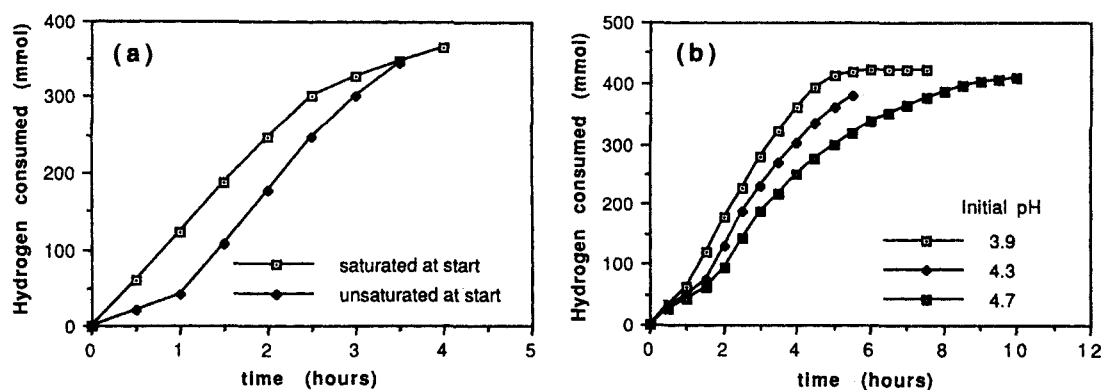 (a)
Hydrogen consumed (mmol)
400
300
200
100
0
saturated at start
unsaturated at start
0 1 2 3 4 5
time (hours)
(b)
Hydrogen consumed (mmol)
500
400
300
200
100
0
Initial pH
3.9
4.3
4.7
0 2 4 6 8 10 12
time (hours)